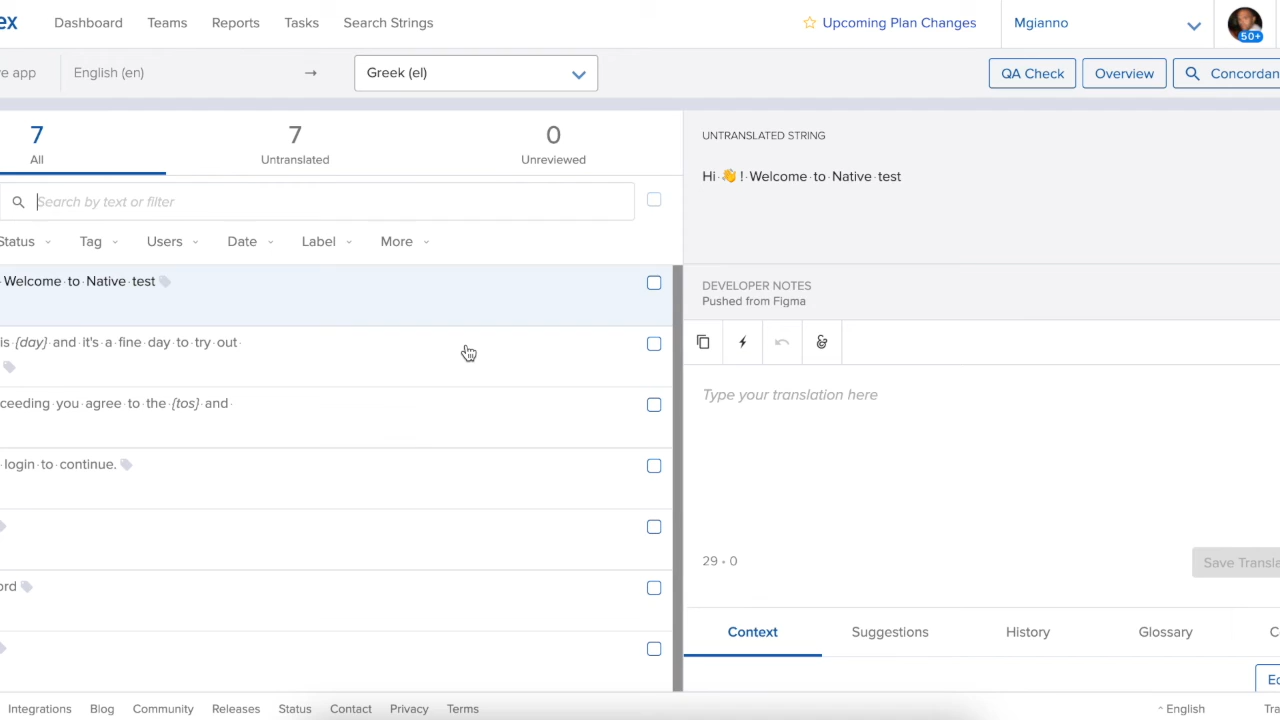 ex Dashboard Teams Reports Tasks Search Strings Upcoming Plan Changes Mgianno
50+
e app English (en) → Greek (el) QA Check Overview Concordan
7 7 0
All Untranslated Unreviewed
Search by text or filter
Status Tag Users Date Label More
Welcome·to·Native·test
is·{day}·and·it's·a·fine·day·to·try·out·
ceeding·you·agree·to·the·{tos}·and·
·login·to·continue.
ord
UNTRANSLATED STRING
Hi·👋!·Welcome·to·Native·test
DEVELOPER NOTES
Pushed from Figma
Type your translation here
29 • 0
Save Transla
Context Suggestions History Glossary C
Ed
Integrations Blog Community Releases Status Contact Privacy Terms ^ English Tra